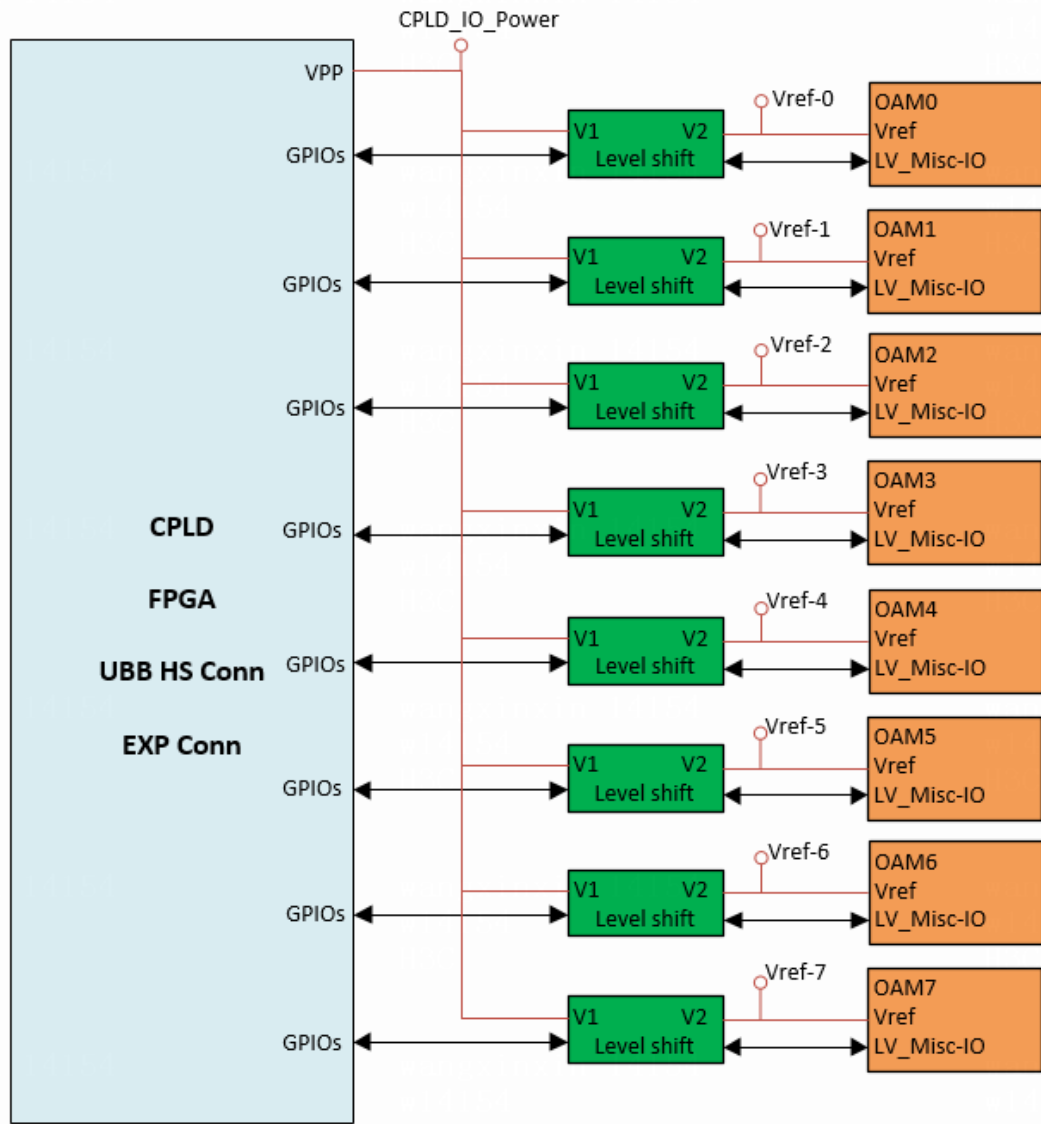 CPLD_IO_Power
VPP
Vref-0
OAM0
V1 V2
Vref
GPIOs
Level shift
LV_Misc-IO
Vref-1
OAM1
V1 V2
Vref
GPIOs
Level shift
LV_Misc-IO
Vref-2
OAM2
V1 V2
Vref
GPIOs
Level shift
LV_Misc-IO
Vref-3
OAM3
V1 V2
Vref
CPLD
GPIOs
Level shift
LV_Misc-IO
FPGA
Vref-4
OAM4
V1 V2
Vref
UBB HS Conn
GPIOs
Level shift
LV_Misc-IO
EXP Conn
Vref-5
OAM5
V1 V2
Vref
GPIOs
Level shift
LV_Misc-IO
Vref-6
OAM6
V1 V2
Vref
GPIOs
Level shift
LV_Misc-IO
Vref-7
OAM7
V1 V2
Vref
GPIOs
Level shift
LV_Misc-IO